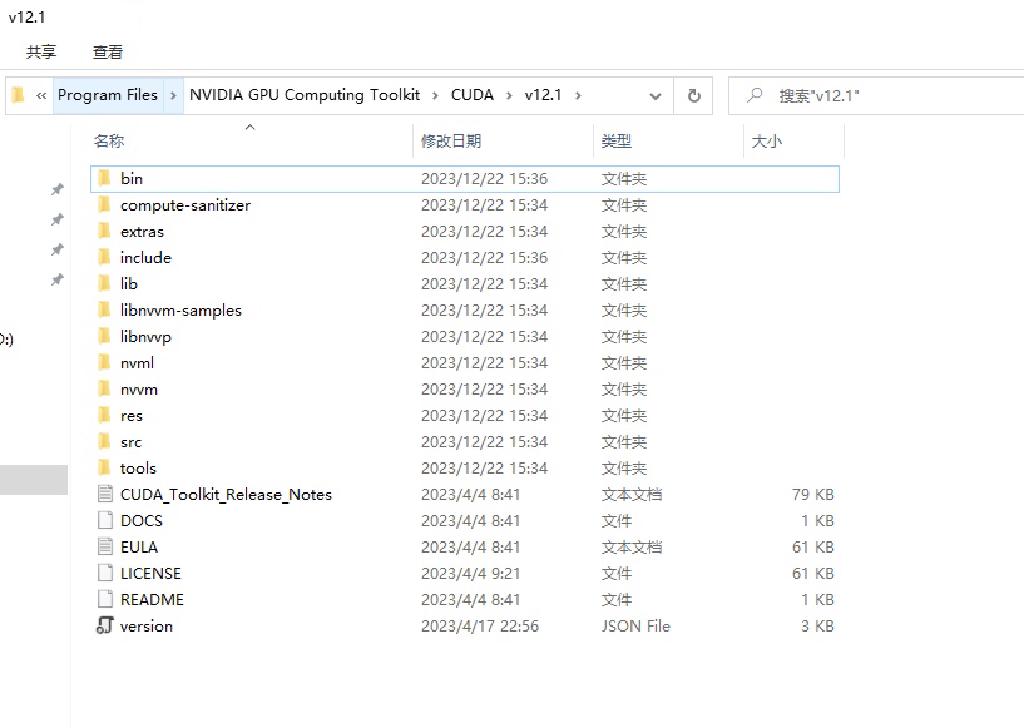 v12.1
共享 查看
« Program Files › NVIDIA GPU Computing Toolkit › CUDA › v12.1 › 搜索"v12.1"
名称 修改日期 类型 大小
bin 2023/12/22 15:36 文件夹
compute-sanitizer 2023/12/22 15:34 文件夹
extras 2023/12/22 15:34 文件夹
include 2023/12/22 15:36 文件夹
lib 2023/12/22 15:34 文件夹
libnvvm-samples 2023/12/22 15:34 文件夹
libnvvp 2023/12/22 15:34 文件夹
:)
nvml 2023/12/22 15:34 文件夹
nvvm 2023/12/22 15:34 文件夹
res 2023/12/22 15:34 文件夹
src 2023/12/22 15:34 文件夹
tools 2023/12/22 15:34 文件夹
CUDA_Toolkit_Release_Notes 2023/4/4 8:41 文本文档 79 KB
DOCS 2023/4/4 8:41 文件 1 KB
EULA 2023/4/4 8:41 文本文档 61 KB
LICENSE 2023/4/4 9:21 文件 61 KB
README 2023/4/4 8:41 文件 1 KB
version 2023/4/17 22:56 JSON File 3 KB